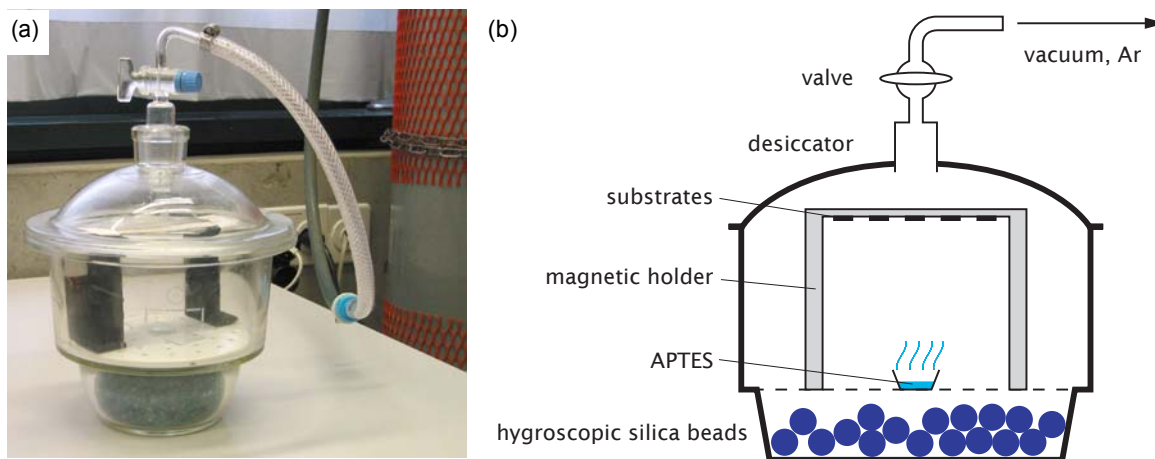 (a)
(b)
vacuum, Ar
valve
desiccator
substrates
magnetic holder
APTES
hygroscopic silica beads